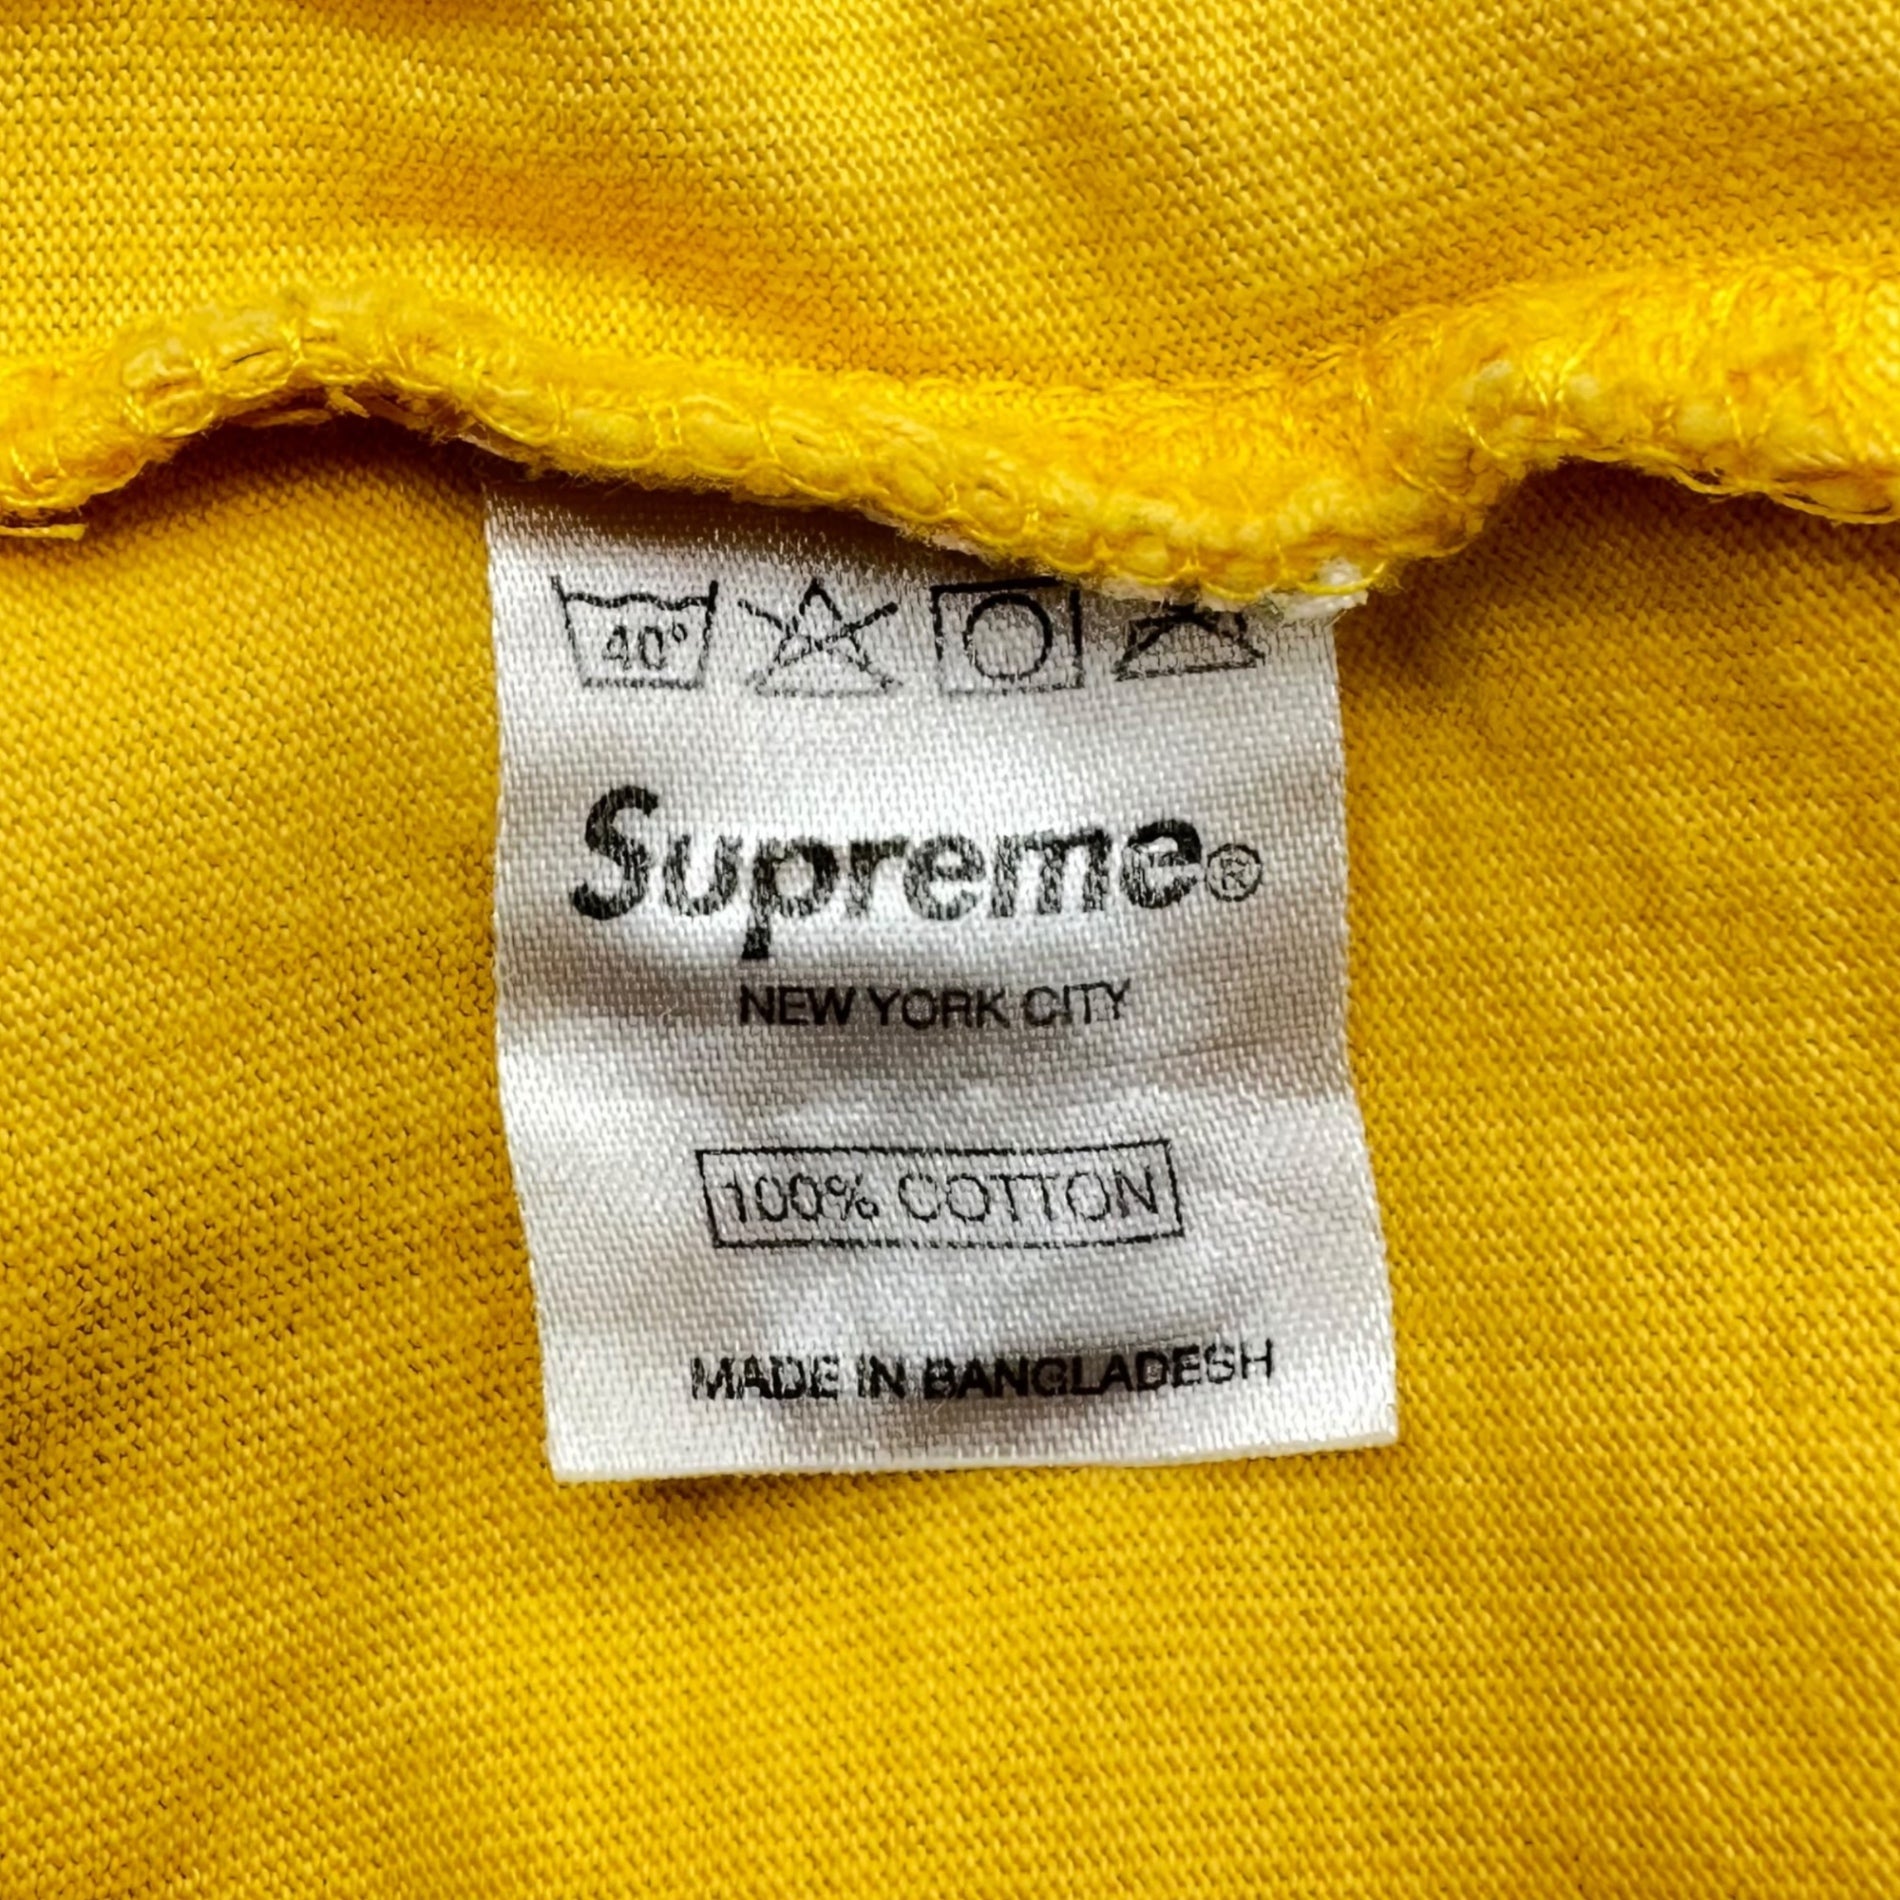 40°
Supreme®
NEW YORK CITY
100% COTTON
MADE IN BANGLADESH